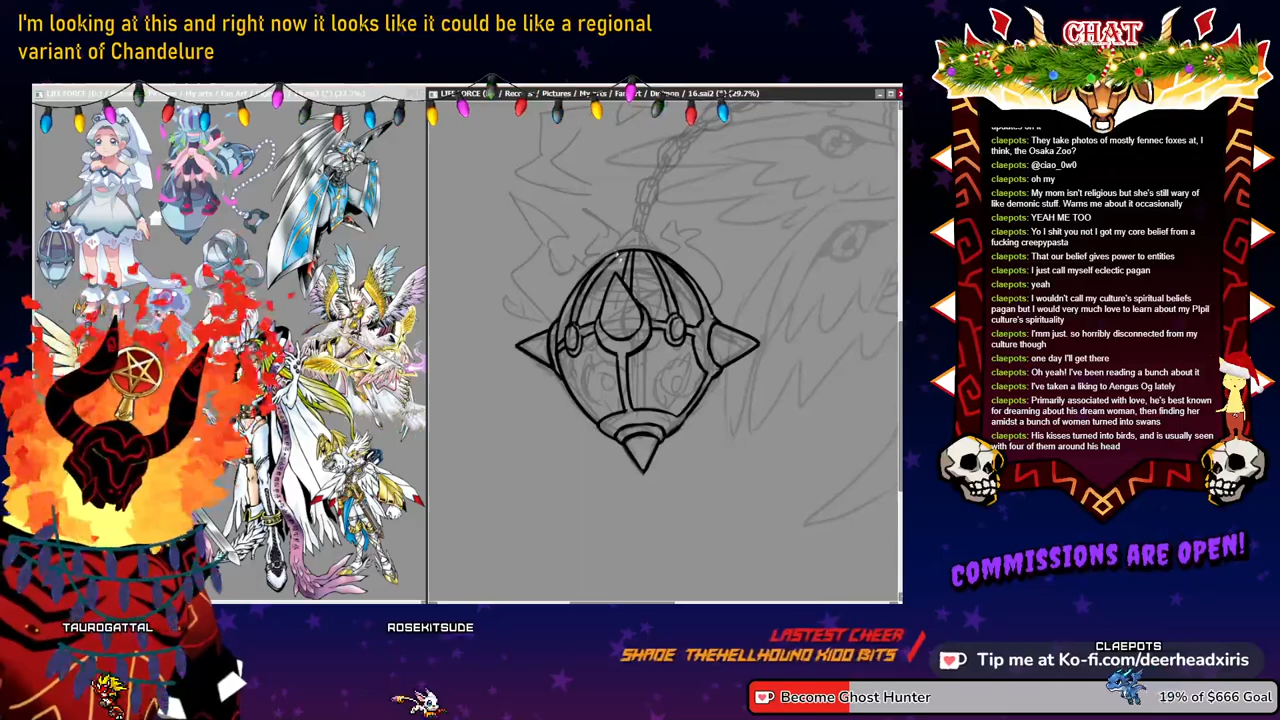 I'm looking at this and right now it looks like it could be like a regional
variant of Chandelure
CHAT
claepots: They take photos of mostly fennec foxes at, I
think, the Osaka Zoo?
claepots: @ciao_0w0
claepots: oh my
claepots: My mom isn't religious but she's still wary of
like demonic stuff. Warns me about it occasionally
claepots: YEAH ME TOO
claepots: Yo I shit you not I got my core belief from a
fucking creepypasta
claepots: That our belief gives power to entities
claepots: I just call myself eclectic pagan
claepots: yeah
claepots: I wouldn't call my culture's spiritual beliefs
pagan but I would very much love to learn about my PIpil
culture's spirituality
claepots: I'mm just. so horribly disconnected from my
culture though
claepots: one day I'll get there
claepots: Oh yeah! I've been reading a bunch about it
claepots: I've taken a liking to Aengus Og lately
claepots: Primarily associated with love, he's best known
for dreaming about his dream woman, then finding her
amidst a bunch of women turned into swans
claepots: His kisses turned into birds, and is usually seen
with four of them around his head
COMMISSIONS ARE OPEN!
TAUROGATTAL
ROSEKITSUDE
LASTEST CHEER
SHADE_THEHELLHOUND X100 BITS
CLAEPOTS
Tip me at Ko-fi.com/deerheadxiris
Become Ghost Hunter
19% of $666 Goal